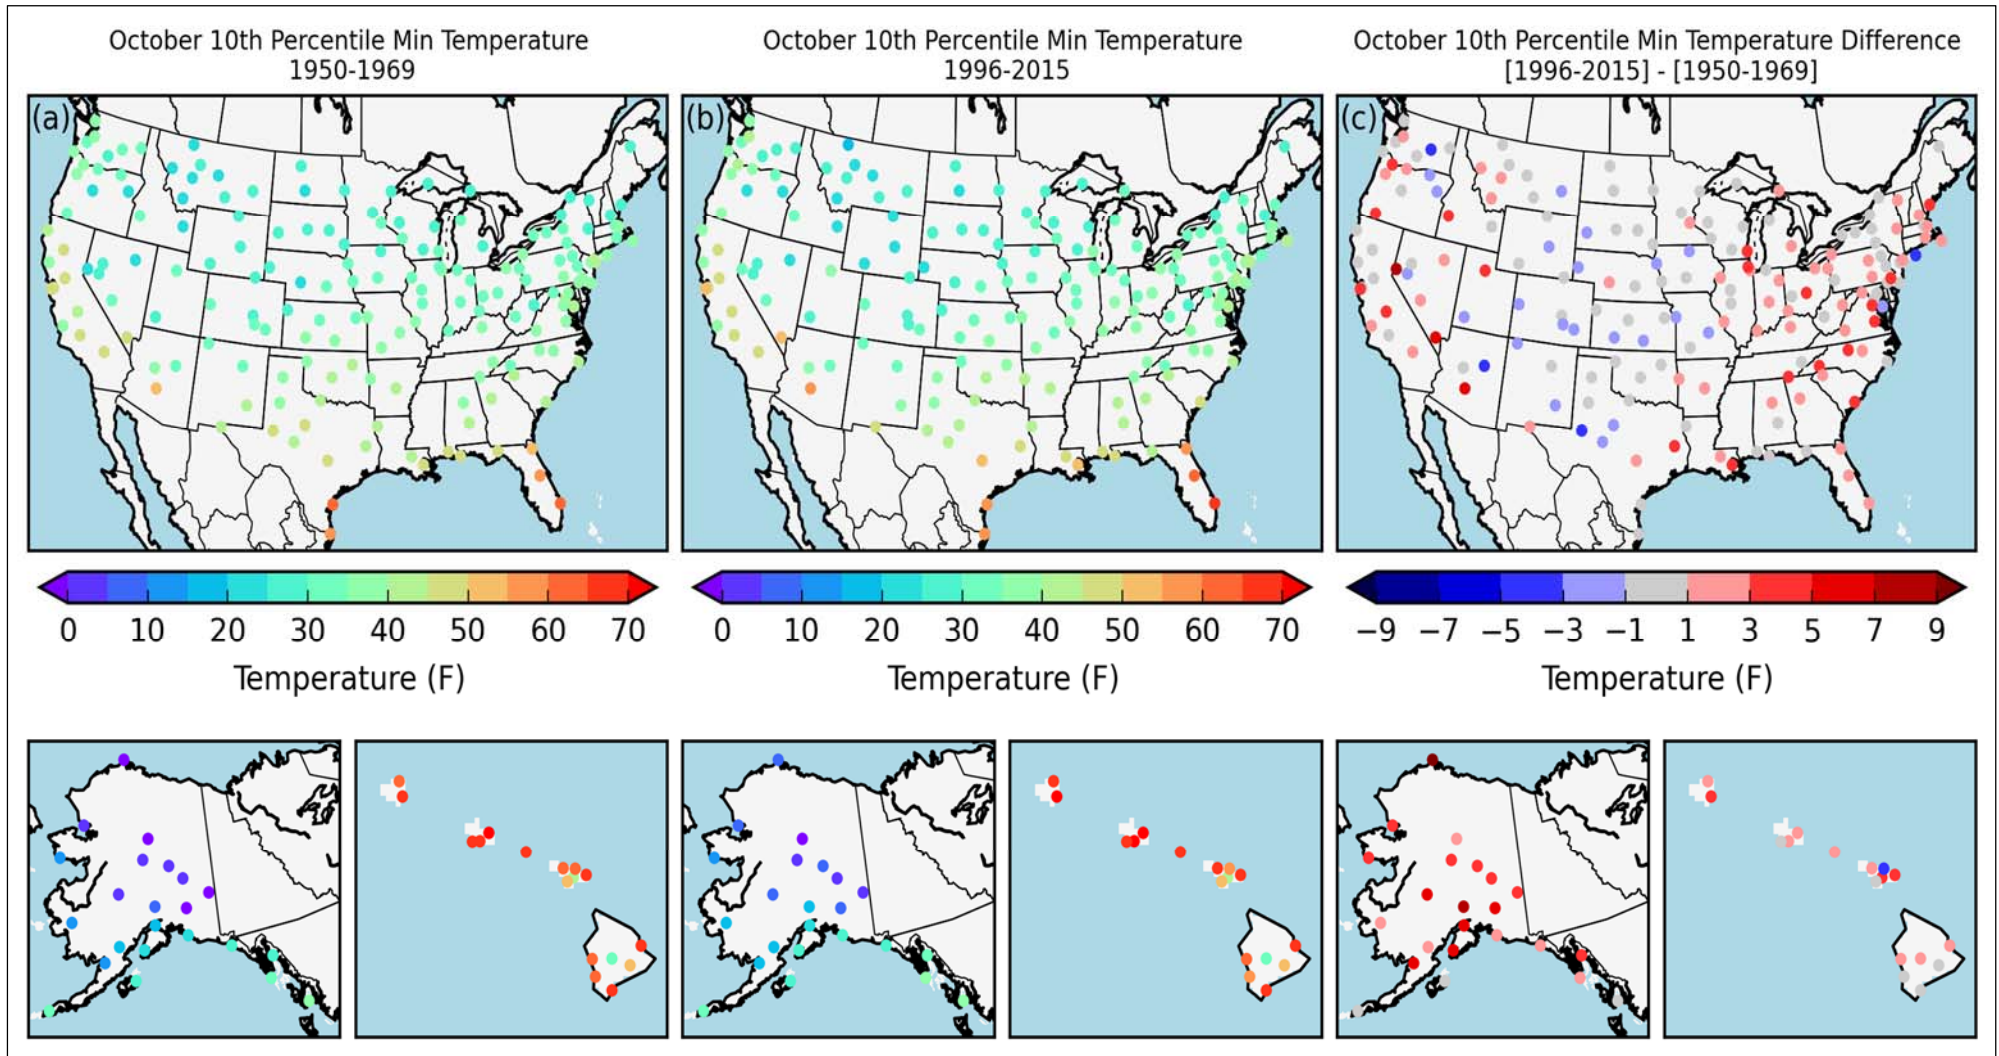 October 10th Percentile Min Temperature
1950-1969
October 10th Percentile Min Temperature
1996-2015
October 10th Percentile Min Temperature Difference
[1996-2015] - [1950-1969]
(a)
(b)
(c)
0 10 20 30 40 50 60 70
0 10 20 30 40 50 60 70
−9 −7 −5 −3 −1 1 3 5 7 9
Temperature (F)
Temperature (F)
Temperature (F)